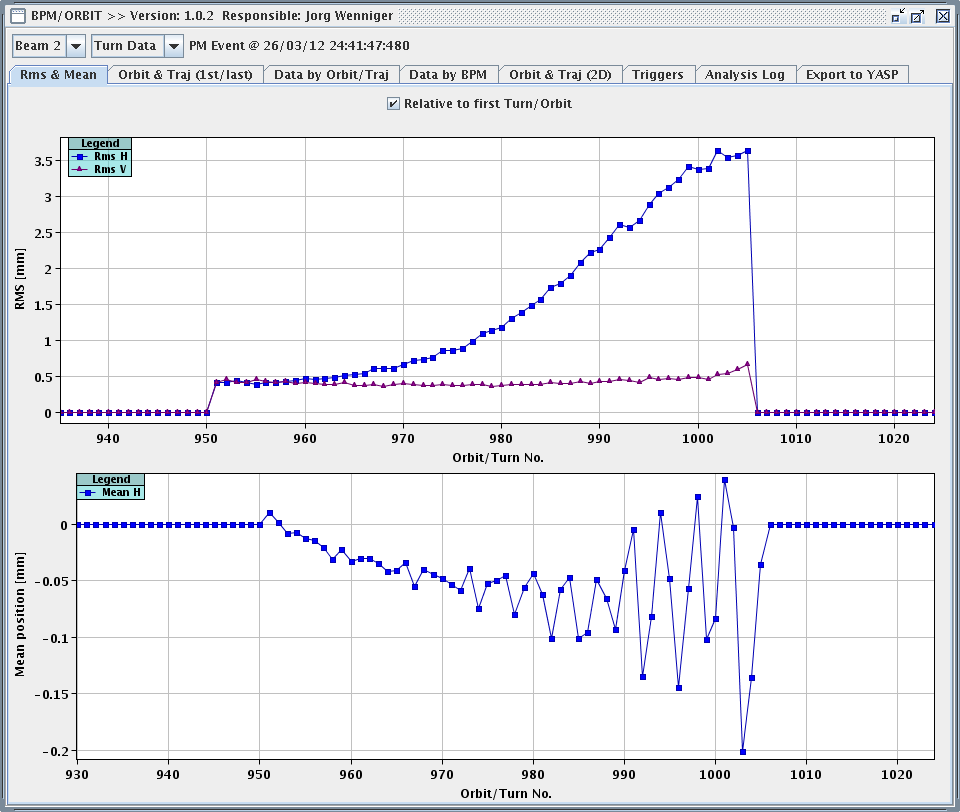 BPM/ORBIT >> Version: 1.0.2 Responsible: Jorg Wenniger
Beam 2 Turn Data PM Event @ 26/03/12 24:41:47:480
Rms & Mean Orbit & Traj (1st/last) Data by Orbit/Traj Data by BPM Orbit & Traj (2D) Triggers Analysis Log Export to YASP
Relative to first Turn/Orbit
Legend
Rms H
Rms V
3.5
3
2.5
2
1.5
1
0.5
0
RMS [mm]
940 950 960 970 980 990 1000 1010 1020
Orbit/Turn No.
Legend
Mean H
0
-0.05
-0.1
-0.15
-0.2
Mean position [mm]
930 940 950 960 970 980 990 1000 1010 1020
Orbit/Turn No.